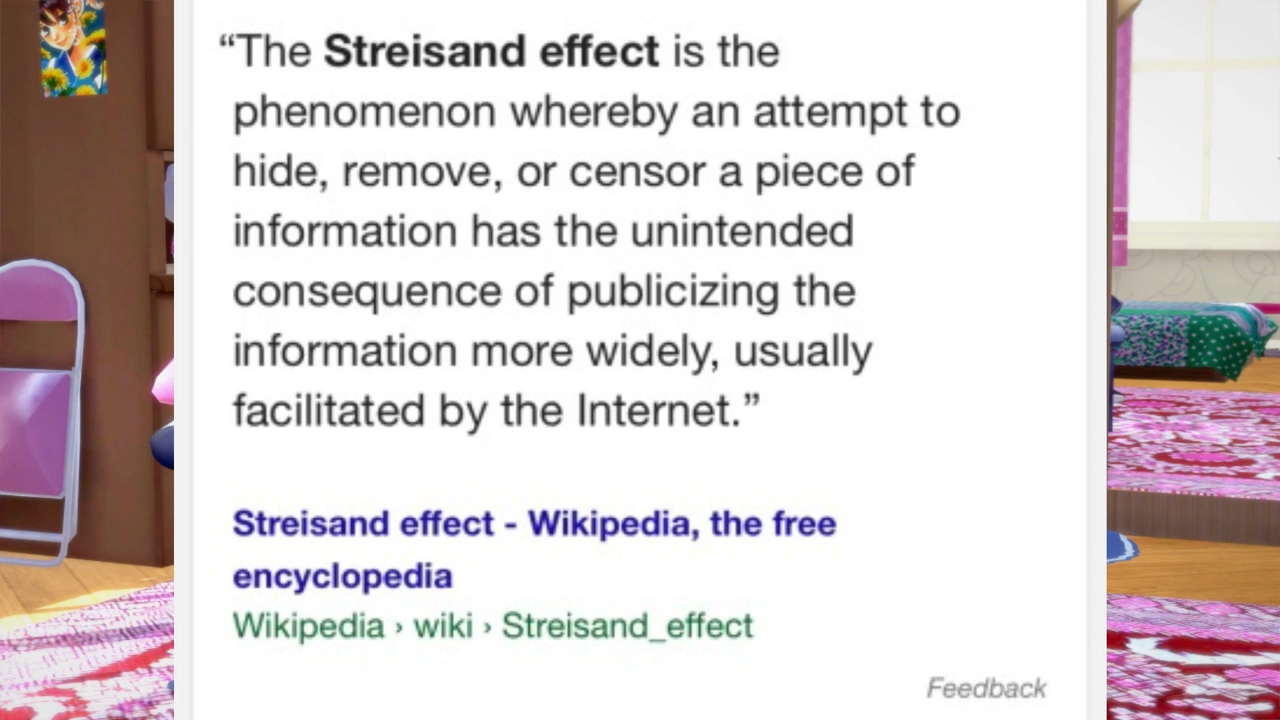 “The Streisand effect is the
phenomenon whereby an attempt to
hide, remove, or censor a piece of
information has the unintended
consequence of publicizing the
information more widely, usually
facilitated by the Internet.”
Streisand effect - Wikipedia, the free
encyclopedia
Wikipedia › wiki › Streisand_effect
Feedback